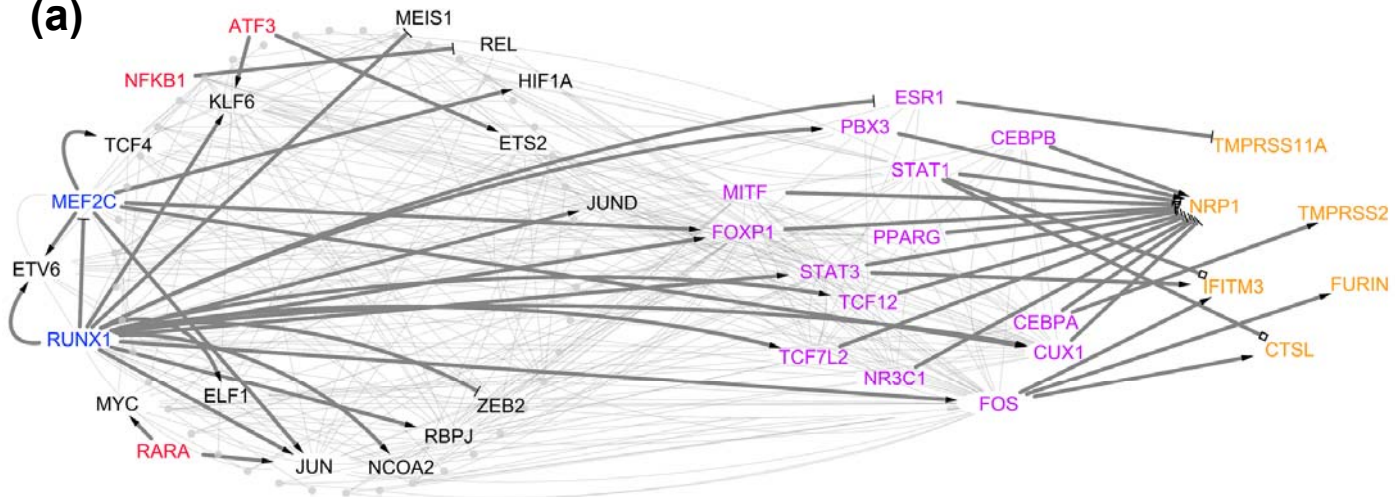 (a)
MEIS1
ATF3
REL
NFKB1
HIF1A
KLF6
ESR1
PBX3
CEBPB
TCF4
ETS2
TMPRSS11A
STAT1
MITF
MEF2C
JUND
NRP1
TMPRSS2
FOXP1
PPARG
ETV6
STAT3
IFITM3
FURIN
TCF12
CEBPA
RUNX1
TCF7L2
CUX1
CTSL
NR3C1
ELF1
MYC
ZEB2
FOS
RBPJ
RARA
JUN
NCOA2